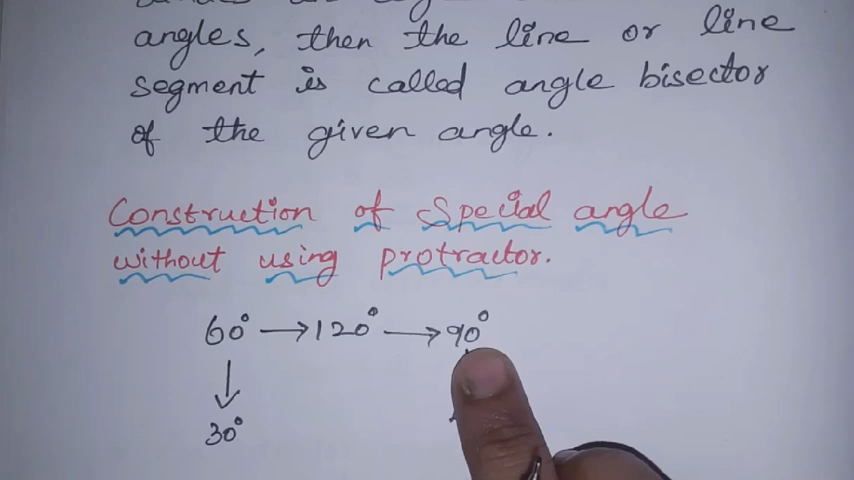 angles, then the line or line
segment is called angle bisector
of the given angle.
Construction of Special angle
without using protractor.
60° → 120° → 90°
↓
30°